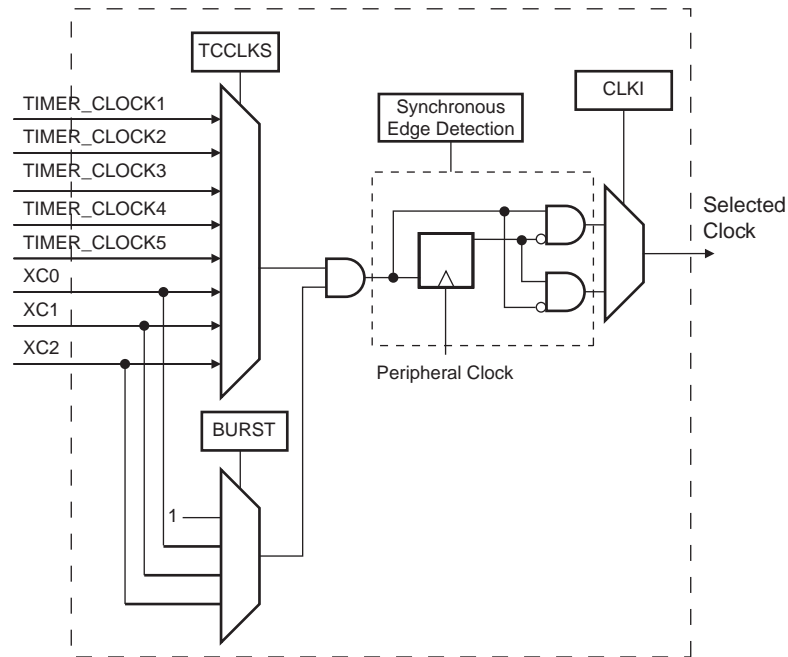 TCCLKS
CLKI
TIMER_CLOCK1
Synchronous
Edge Detection
TIMER_CLOCK2
TIMER_CLOCK3
TIMER_CLOCK4
TIMER_CLOCK5
Selected
Clock
XC0
XC1
XC2
Peripheral Clock
BURST
1